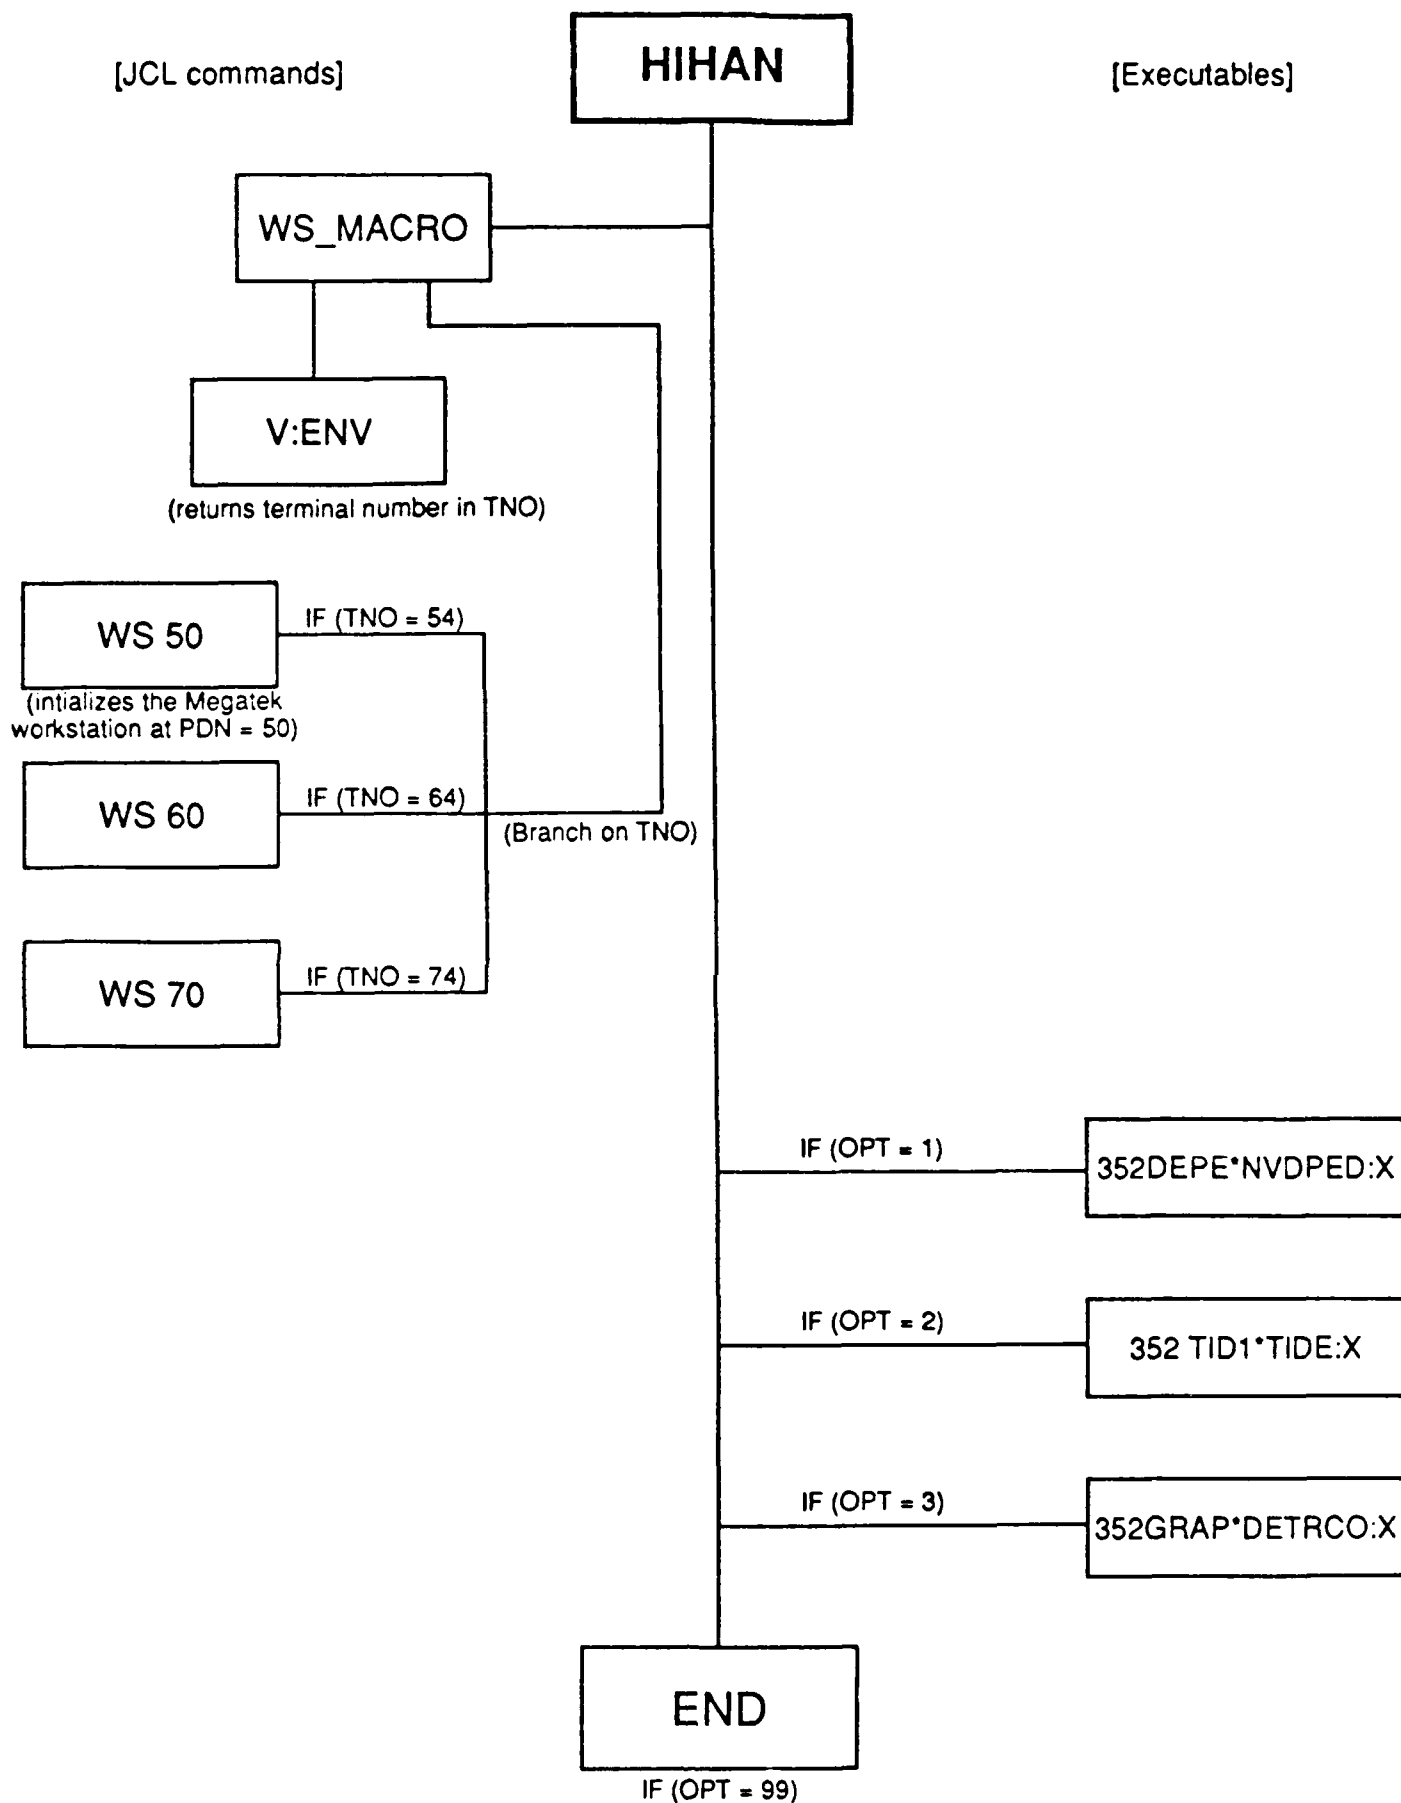 HIHAN
[JCL commands]
[Executables]
WS_MACRO
V:ENV
(returns terminal number in TNO)
WS 50
IF (TNO = 54)
(intializes the Megatek
workstation at PDN = 50)
WS 60
IF (TNO = 64)
(Branch on TNO)
WS 70
IF (TNO = 74)
IF (OPT = 1)
352DEPE*NVDPED:X
IF (OPT = 2)
352 TID1*TIDE:X
IF (OPT = 3)
352GRAP*DETRCO:X
END
IF (OPT = 99)